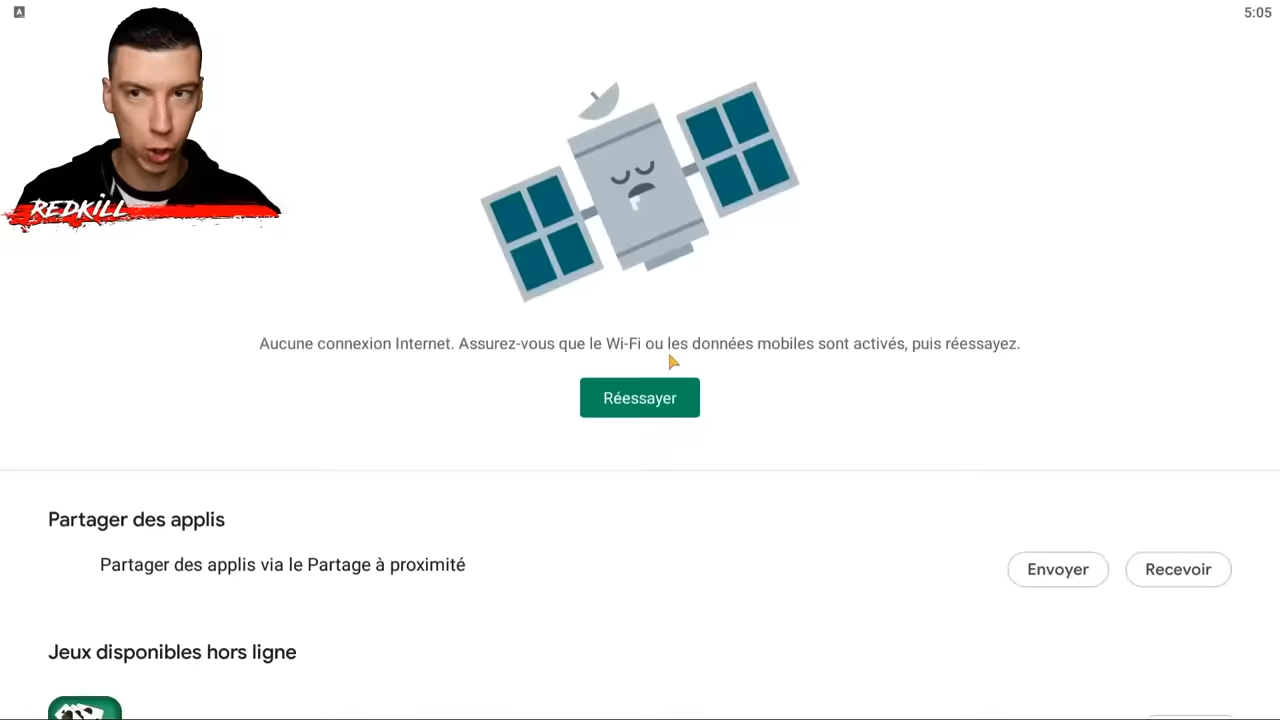 A
5:05
REDKILL
Aucune connexion Internet. Assurez-vous que le Wi-Fi ou les données mobiles sont activés, puis réessayez.
Réessayer
Partager des applis
Partager des applis via le Partage à proximité
Envoyer
Recevoir
Jeux disponibles hors ligne